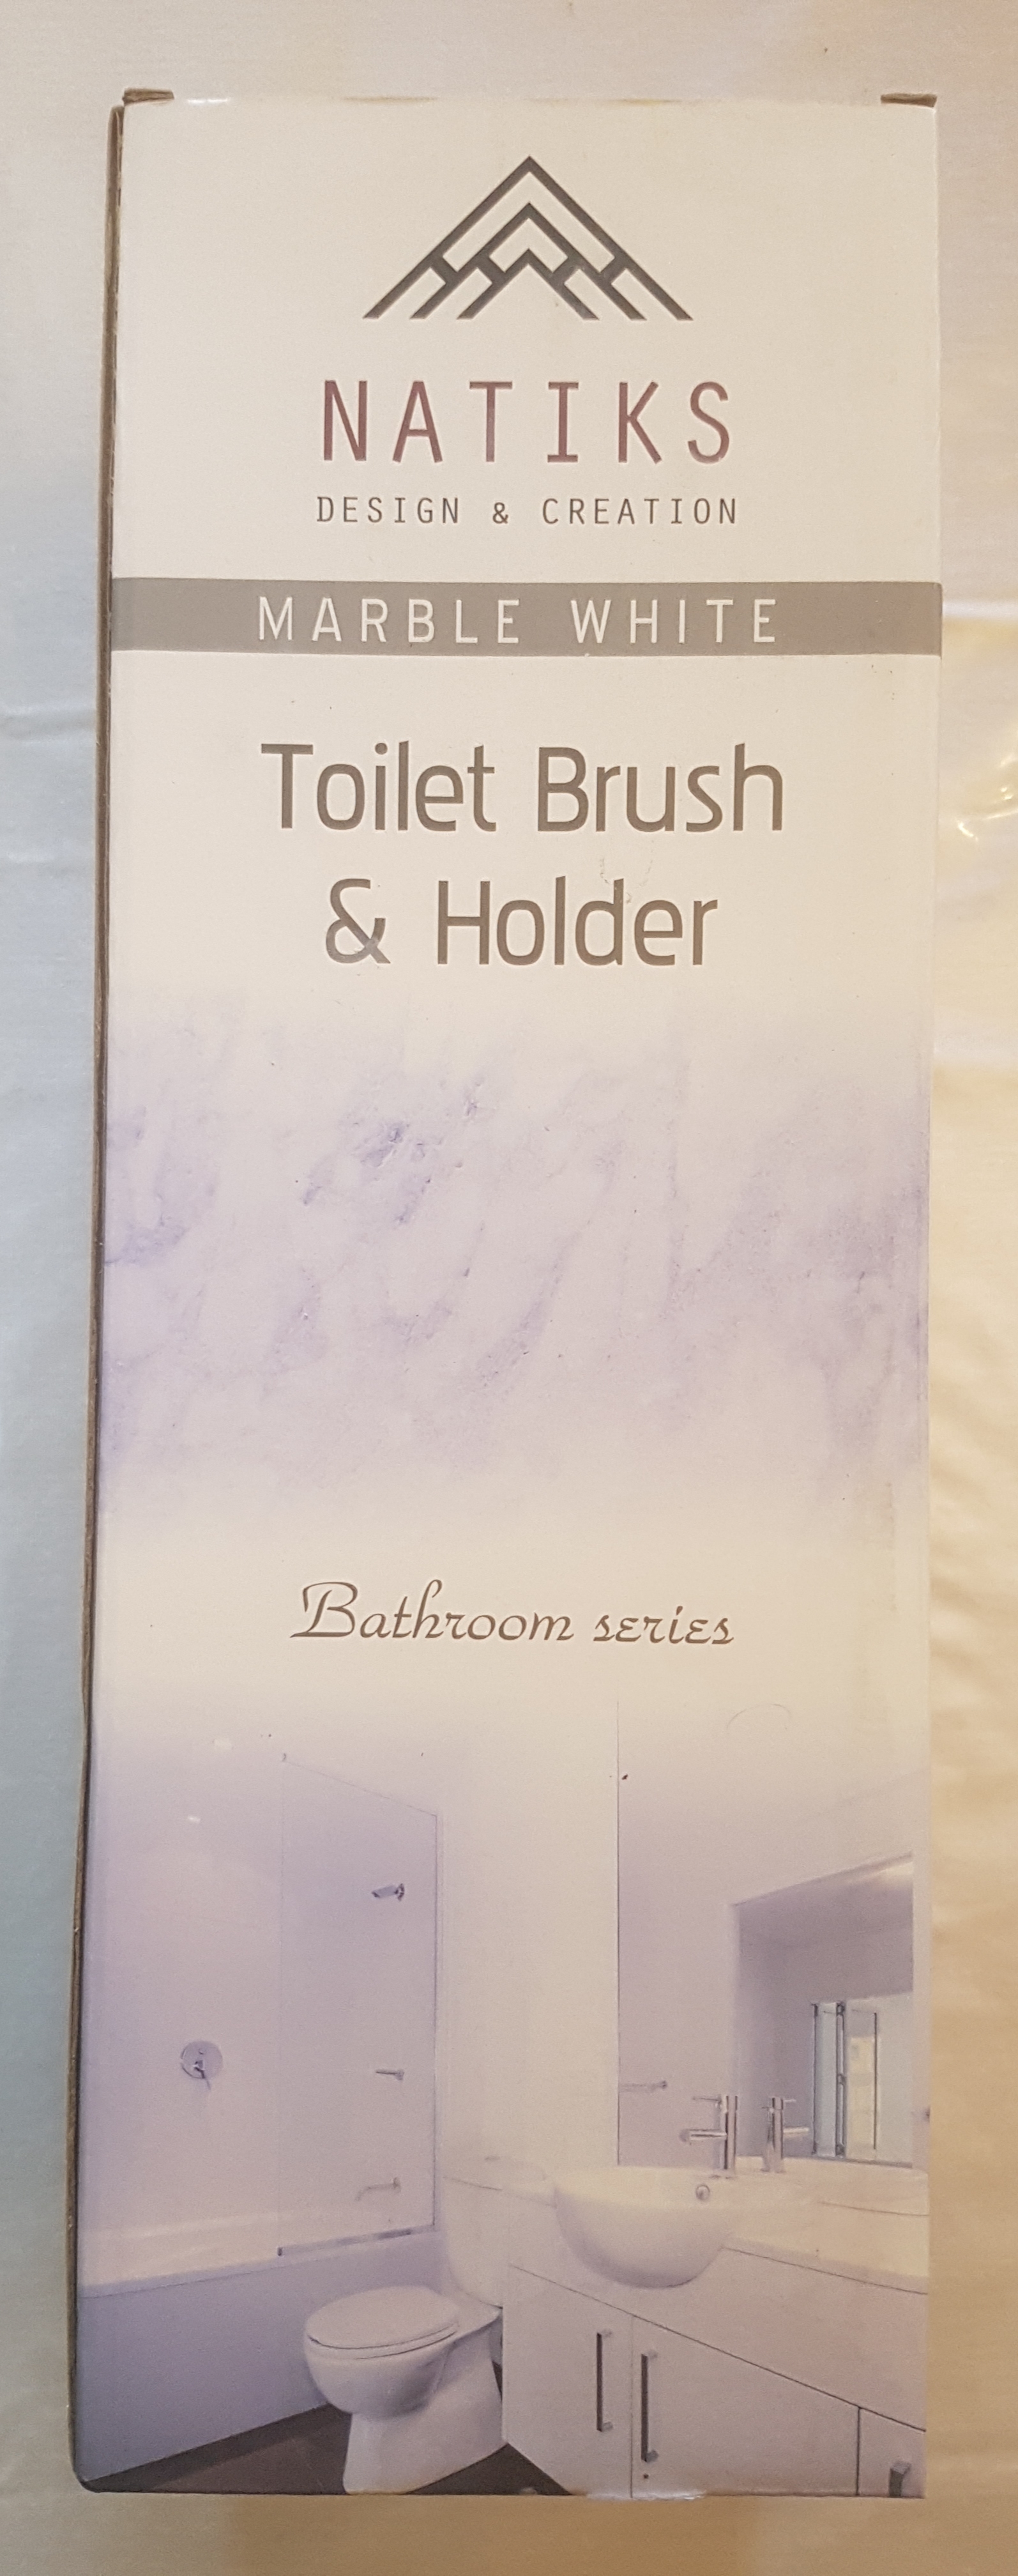 NATIKS
DESIGN & CREATION
MARBLE WHITE
Toilet Brush
& Holder
Bathroom series